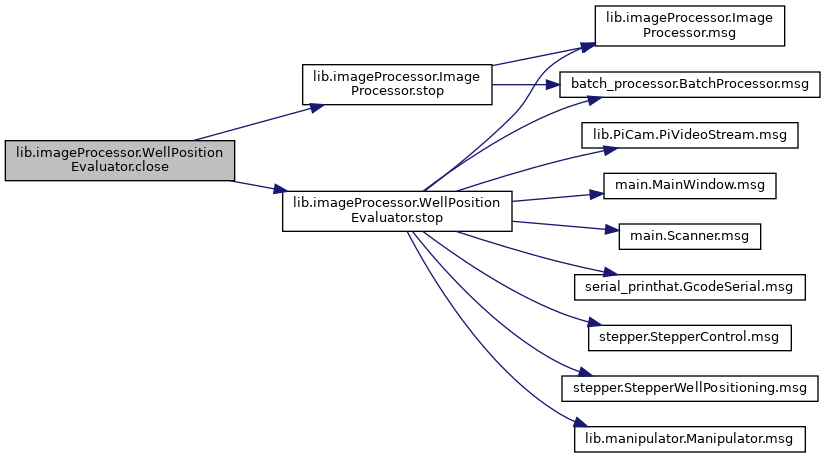 lib.imageProcessor.WellPosition
Evaluator.close
lib.imageProcessor.Image
Processor.stop
lib.imageProcessor.WellPosition
Evaluator.stop
lib.imageProcessor.Image
Processor.msg
batch_processor.BatchProcessor.msg
lib.PiCam.PiVideoStream.msg
main.MainWindow.msg
main.Scanner.msg
serial_printhat.GcodeSerial.msg
stepper.StepperControl.msg
stepper.StepperWellPositioning.msg
lib.manipulator.Manipulator.msg